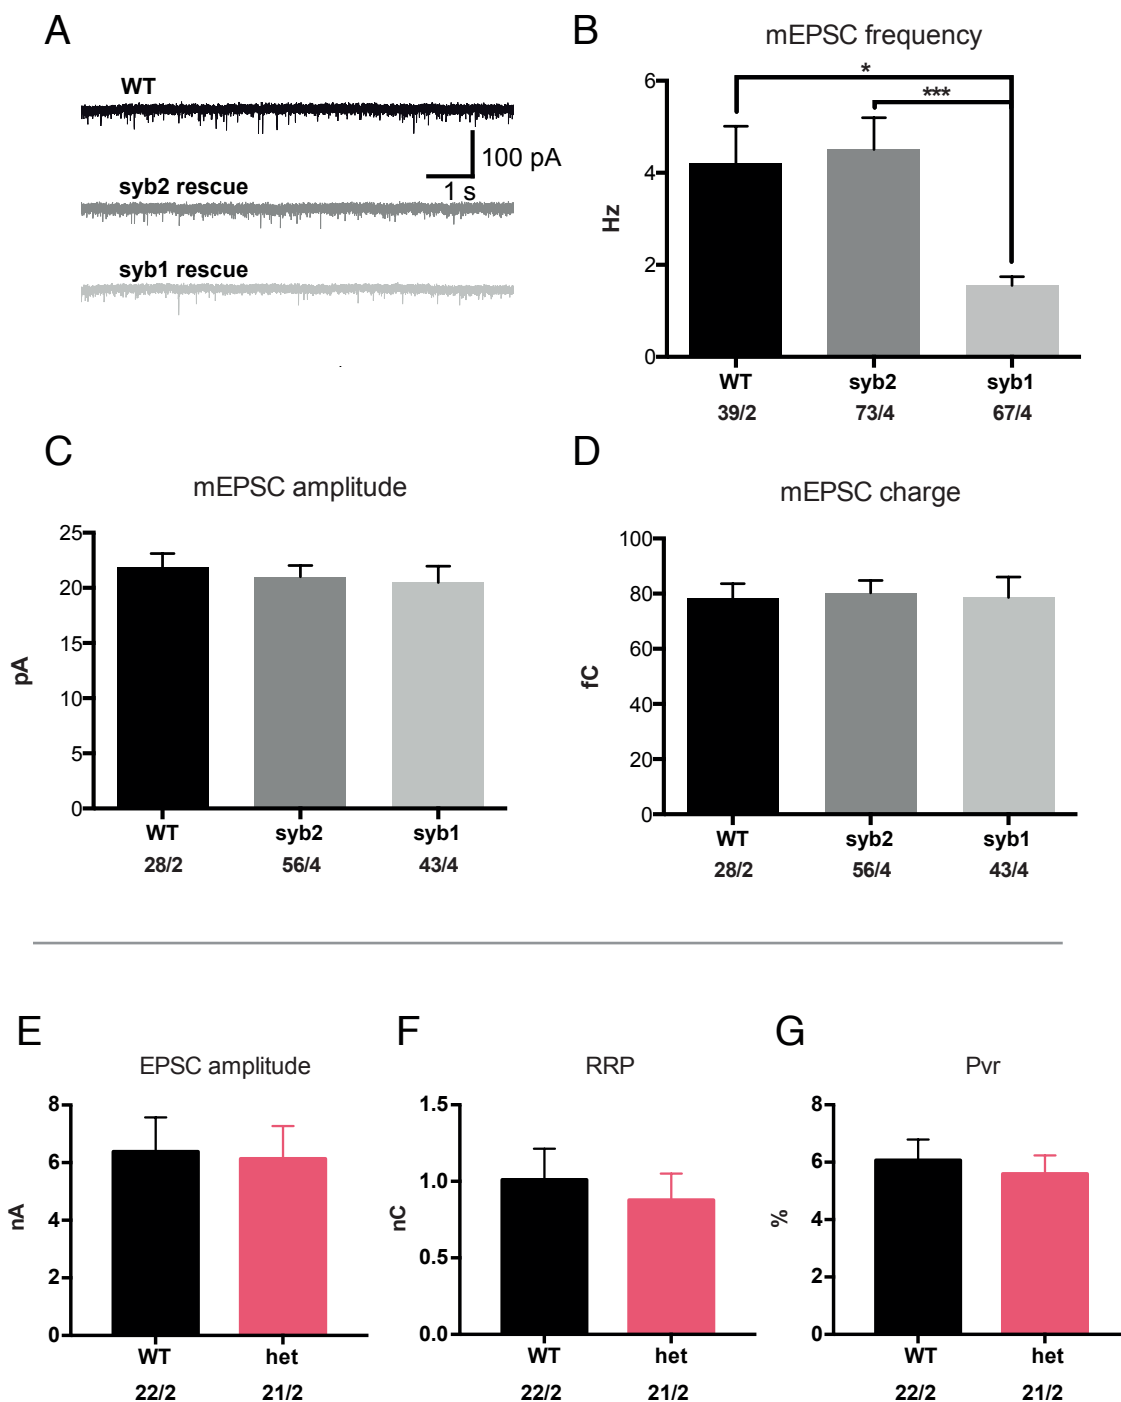 A
WT
100 pA
1 s
syb2 rescue
syb1 rescue
B
mEPSC frequency
*
***
6
4
2
0
Hz
WT syb2 syb1
39/2 73/4 67/4
C
mEPSC amplitude
25
20
15
10
5
0
pA
WT syb2 syb1
28/2 56/4 43/4
D
mEPSC charge
100
80
60
40
20
0
fC
WT syb2 syb1
28/2 56/4 43/4
E
EPSC amplitude
8
6
4
2
0
nA
WT het
22/2 21/2
F
RRP
1.5
1.0
0.5
0.0
nC
WT het
22/2 21/2
G
Pvr
8
6
4
2
0
%
WT het
22/2 21/2